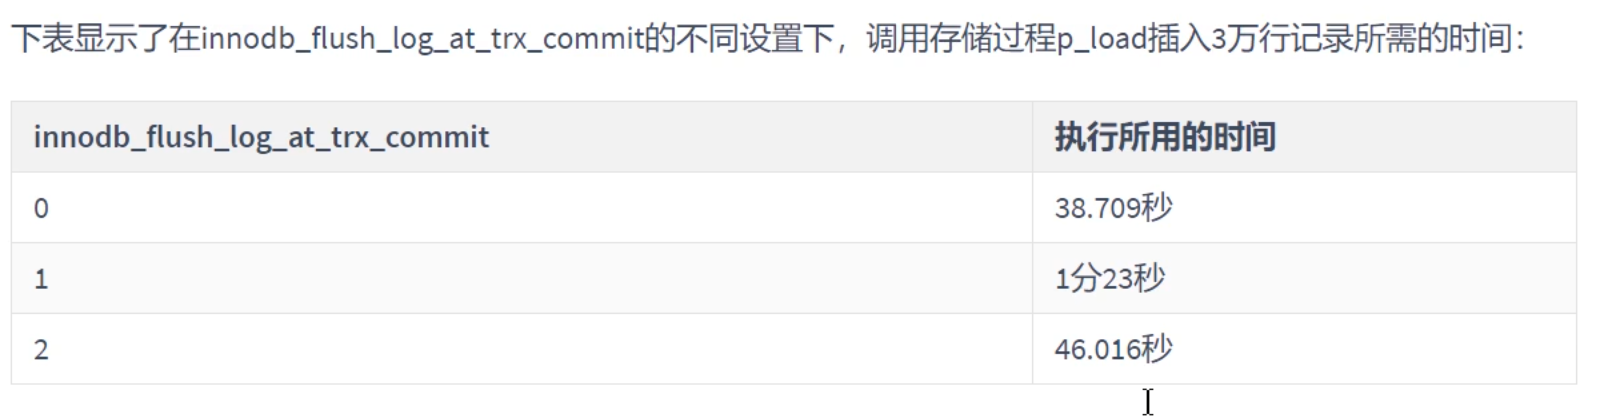 下表显示了在innodb_flush_log_at_trx_commit的不同设置下，调用存储过程p_load插入3万行记录所需的时间：
innodb_flush_log_at_trx_commit 执行所用的时间
0 38.709秒
1 1分23秒
2 46.016秒